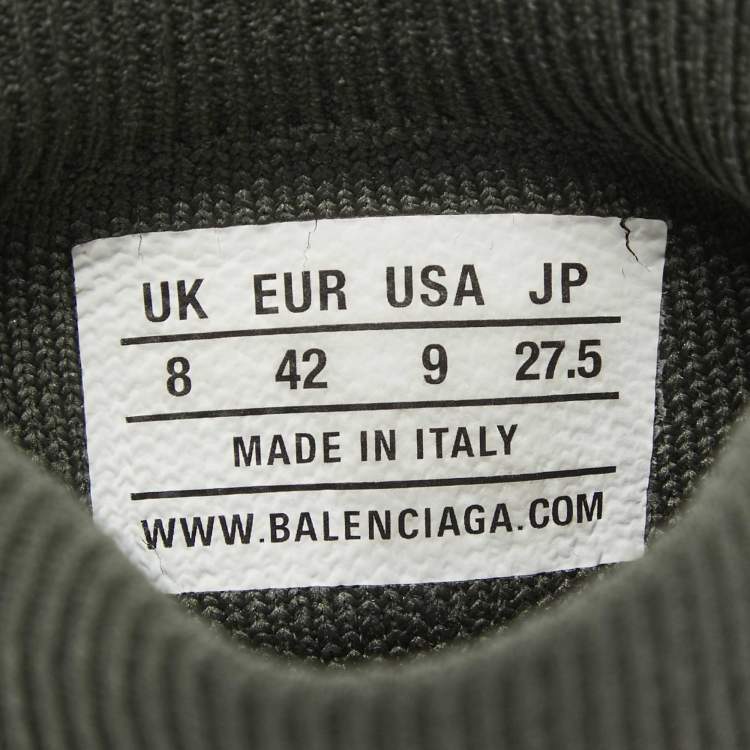 UK EUR USA JP
8 42 9 27.5
MADE IN ITALY
WWW.BALENCIAGA.COM